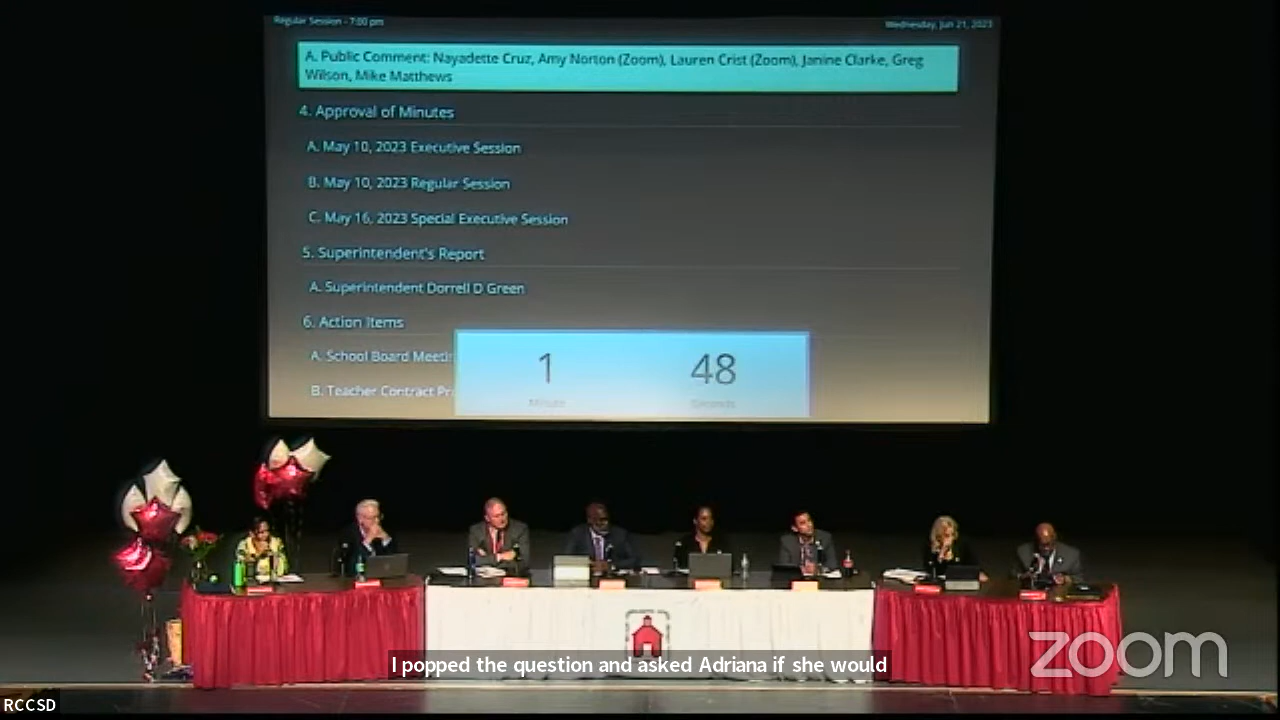 Regular Session - 7:00 pm
Wednesday, Jun 21, 2023
A. Public Comment: Nayadette Cruz, Amy Norton (Zoom), Lauren Crist (Zoom), Janine Clarke, Greg
Wilson, Mike Matthews
4. Approval of Minutes
A. May 10, 2023 Executive Session
B. May 10, 2023 Regular Session
C. May 16, 2023 Special Executive Session
5. Superintendent's Report
A. Superintendent Dorrell D Green
6. Action Items
A. School Board
B. Teacher Contract
1 48
Minute Seconds
I popped the question and asked Adriana if she would
zoom
RCCSD